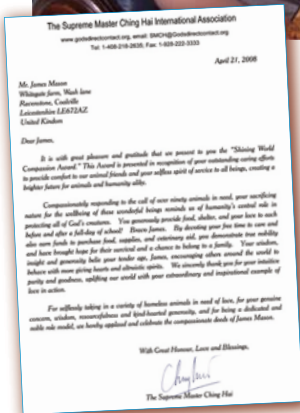 The Supreme Master Ching Hai International Association
www.godsdirectcontact.org, email: SMCH@Godsdirectcontact.org
Tel: 1-408-218-2635, Fax: 1-928-222-3333
April 21, 2008
Mr. James Mason
Whitegate farm, Wash lane
Ravenstone, Coalville
Leicestershire LE672AZ
United Kindom
Dear James,
It is with great pleasure and gratitude that we present to you the "Shining World
Compassion Award." This Award is presented in recognition of your outstanding caring efforts
to provide comfort to our animal friends and your selfless spirit of service to all beings, creating a
brighter future for animals and humanity alike.
Compassionately responding to the call of over ninety animals in need, your sacrificing
nature for the wellbeing of these wonderful beings reminds us of humanity's central role in
protecting all of God's creatures. You generously provide food, shelter, and your love to each
before and after a full-day of school! Bravo James. By devoting your free time to care and
also earn funds to purchase food, supplies, and veterinary aid, you demonstrate true nobility
and have brought hope for their survival and a chance to belong to a family. Your wisdom,
insight and generosity belie your tender age, James, encouraging others around the world to
behave with more giving hearts and altruistic spirits. We sincerely thank you for your intuitive
purity and goodness, uplifting our world with your extraordinary and inspirational example of
love in action.
For selflessly taking in a variety of homeless animals in need of love, for your genuine
concern, wisdom, resourcefulness and kind-hearted generosity, and for being a dedicated and
noble role model, we hereby applaud and celebrate the compassionate deeds of James Mason.
With Great Honour, Love and Blessings,
The Supreme Master Ching Hai